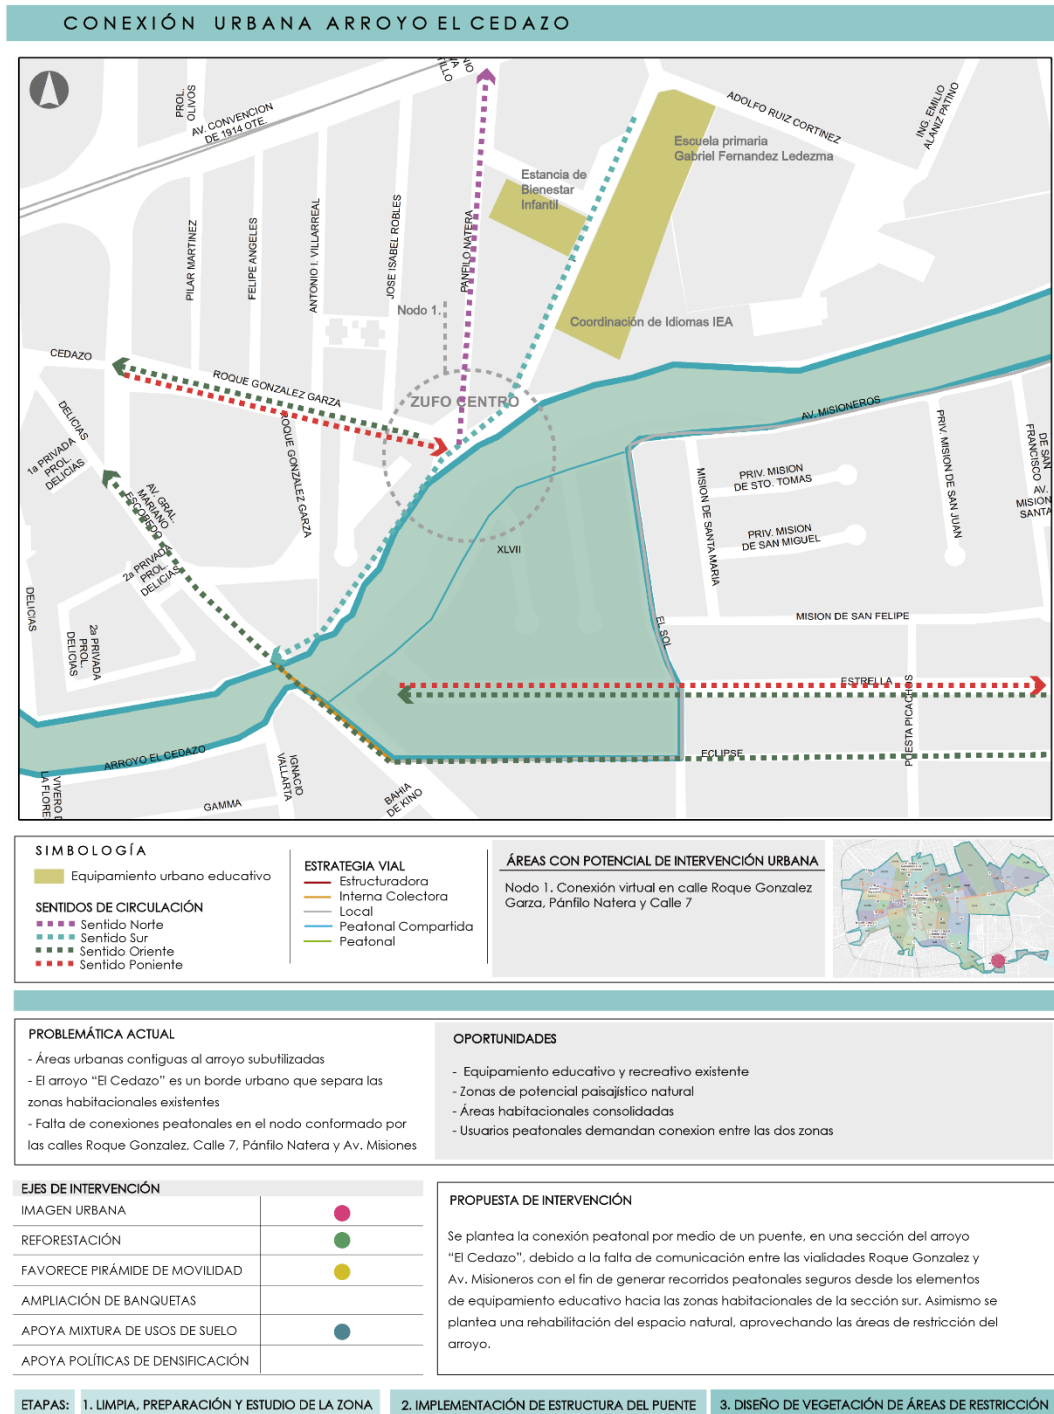 CONEXIÓN URBANA ARROYO EL CEDAZO
PROL.
OLIVOS
AV. CONVENCION
DE 1914 OTE.
ADOLFO RUIZ CORTINEZ
ING. EMILIO
ALANIZ PATINO
Escuela primaria
Gabriel Fernandez Ledezma
Estancia de
Bienestar
Infantil
PILAR MARTINEZ
FELIPE ANGELES
ANTONIO I. VILLARREAL
JOSE ISABEL ROBLES
PANFILO NATERA
Nodo 1.
Coordinación de Idiomas IEA
CEDAZO
ROQUE GONZALEZ GARZA
ZUFO CENTRO
AV. MISIONEROS
DELICIAS
1a PRIVADA
PROL.
DELICIAS
ROQUE GONZALEZ GARZA
AV. GRAL.
MARIANO
ESCOBEDO
PRIV. MISION
DE STO. TOMAS
MISION DE SANTA MARIA
PRIV. MISION DE SAN JUAN
DE SAN
FRANCISCO
AV.
MISION
SANTA
XLVII
PRIV. MISION
DE SAN MIGUEL
2a PRIVADA
PROL.
DELICIAS
DELICIAS
2a PRIVADA
PROL.
DELICIAS
MISION DE SAN FELIPE
EL SOL
ESTRELLA
PUESTA PICACHOS
ECLIPSE
ARROYO EL CEDAZO
IGNACIO
VALLARTA
BAHIA
DE KINO
GAMMA
VIVERO D
LA FLORES
SIMBOLOGÍA
Equipamiento urbano educativo
SENTIDOS DE CIRCULACIÓN
Sentido Norte
Sentido Sur
Sentido Oriente
Sentido Poniente
ESTRATEGIA VIAL
Estructuradora
Interna Colectora
Local
Peatonal Compartida
Peatonal
ÁREAS CON POTENCIAL DE INTERVENCIÓN URBANA
Nodo 1. Conexión virtual en calle Roque Gonzalez
Garza, Pánfilo Natera y Calle 7
PROBLEMÁTICA ACTUAL
- Áreas urbanas contiguas al arroyo subutilizadas
- El arroyo “El Cedazo” es un borde urbano que separa las
zonas habitacionales existentes
- Falta de conexiones peatonales en el nodo conformado por
las calles Roque Gonzalez, Calle 7, Pánfilo Natera y Av. Misiones
OPORTUNIDADES
- Equipamiento educativo y recreativo existente
- Zonas de potencial paisajístico natural
- Áreas habitacionales consolidadas
- Usuarios peatonales demandan conexion entre las dos zonas
EJES DE INTERVENCIÓN
IMAGEN URBANA
REFORESTACIÓN
FAVORECE PIRÁMIDE DE MOVILIDAD
AMPLIACIÓN DE BANQUETAS
APOYA MIXTURA DE USOS DE SUELO
APOYA POLÍTICAS DE DENSIFICACIÓN
PROPUESTA DE INTERVENCIÓN
Se plantea la conexión peatonal por medio de un puente, en una sección del arroyo
“El Cedazo”, debido a la falta de comunicación entre las vialidades Roque Gonzalez y
Av. Misioneros con el fin de generar recorridos peatonales seguros desde los elementos
de equipamiento educativo hacia las zonas habitacionales de la sección sur. Asimismo se
plantea una rehabilitación del espacio natural, aprovechando las áreas de restricción del
arroyo.
ETAPAS:
1. LIMPIA, PREPARACIÓN Y ESTUDIO DE LA ZONA
2. IMPLEMENTACIÓN DE ESTRUCTURA DEL PUENTE
3. DISEÑO DE VEGETACIÓN DE ÁREAS DE RESTRICCIÓN